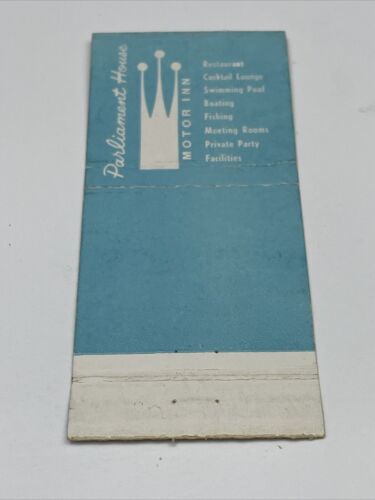 Parliament House
MOTOR INN
Restaurant
Cocktail Lounge
Swimming Pool
Boating
Fishing
Meeting Rooms
Private Party
Facilities